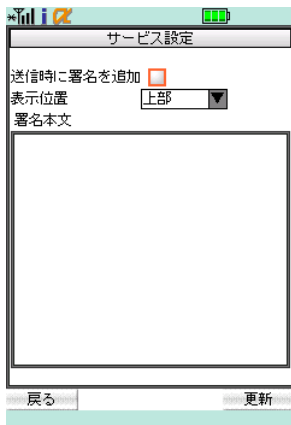 i α
サービス設定
送信時に署名を追加
表示位置 上部
署名本文
戻る 更新